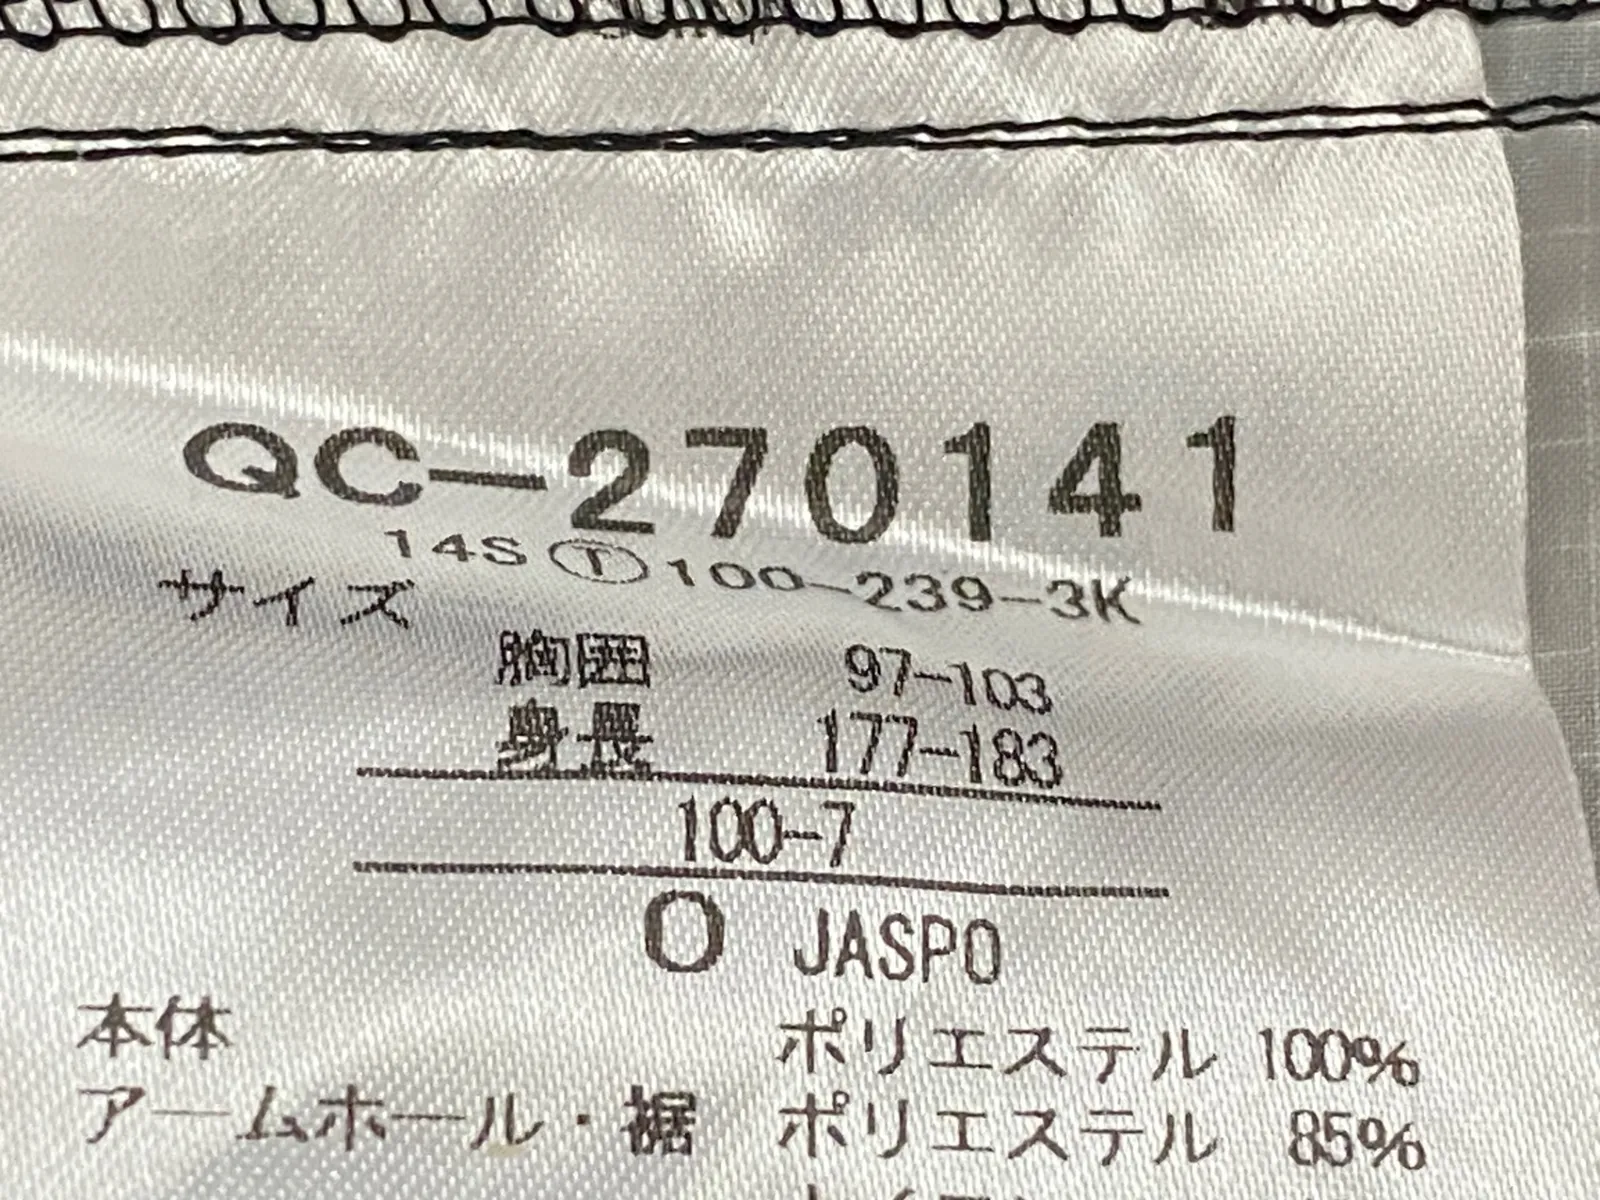 QC-270141
14S Ⓣ 100-239-3K
サイズ
胸囲 97-103
身長 177-183
100-7
O JASPO
本体 ポリエステル 100%
アームホール・裾 ポリエステル 85%